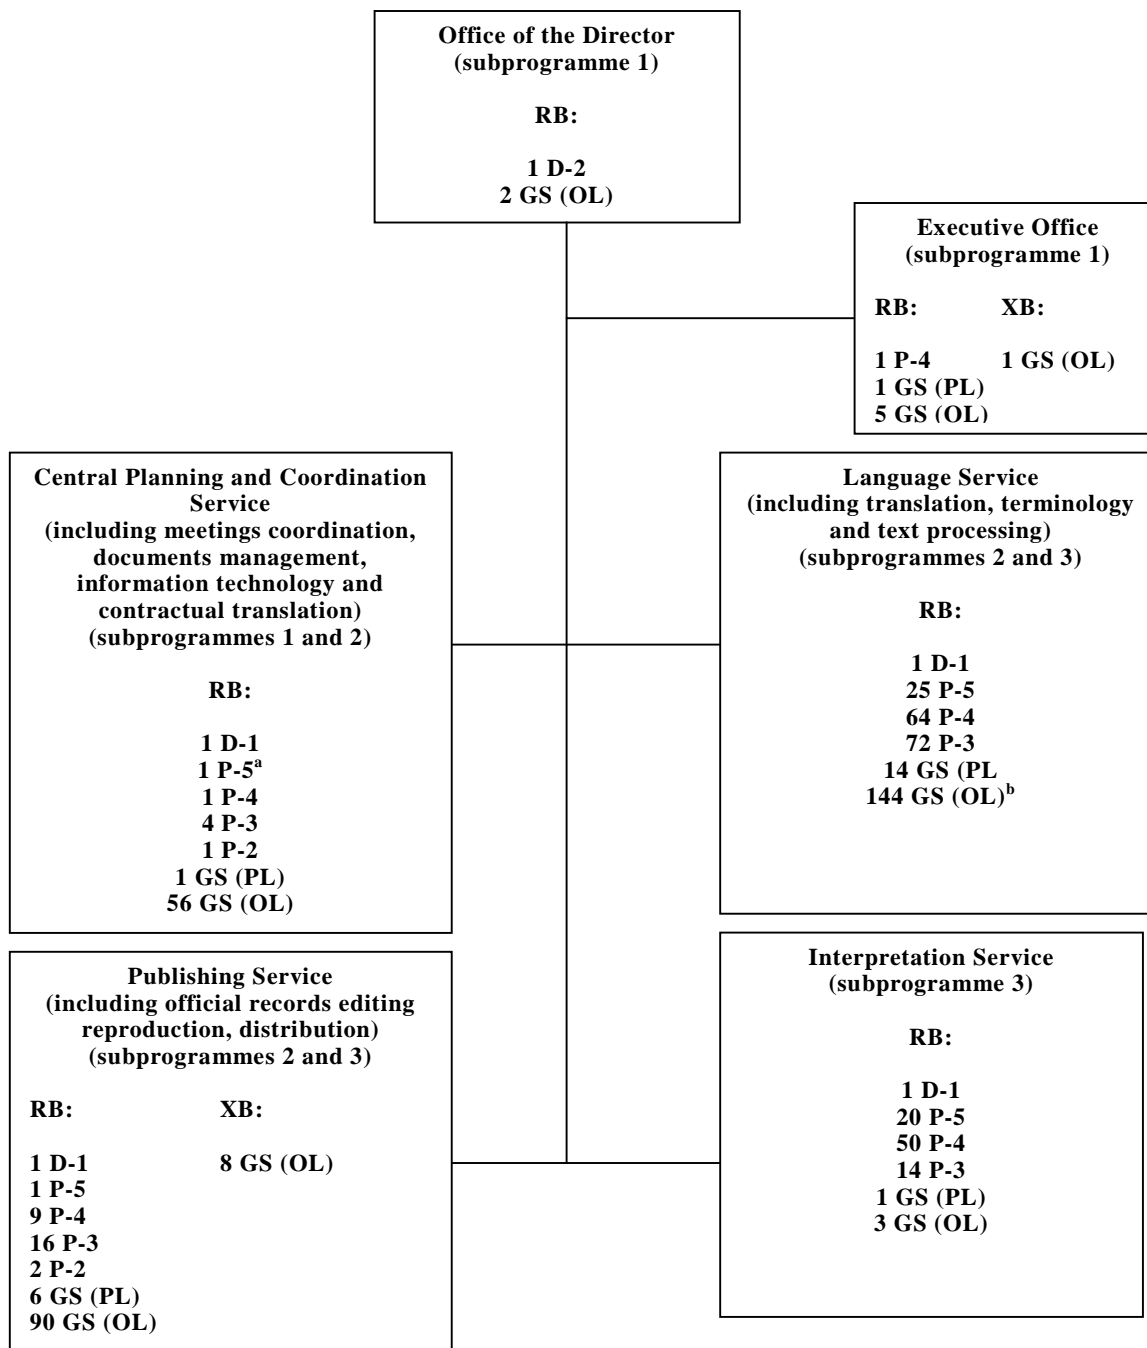 Office of the Director
(subprogramme 1)
RB:
1 D-2
2 GS (OL)
Executive Office
(subprogramme 1)
RB: XB:
1 P-4 1 GS (OL)
1 GS (PL)
5 GS (OL)
Central Planning and Coordination
Service
(including meetings coordination,
documents management,
information technology and
contractual translation)
(subprogrammes 1 and 2)
RB:
1 D-1
1 P-5a
1 P-4
4 P-3
1 P-2
1 GS (PL)
56 GS (OL)
Language Service
(including translation, terminology
and text processing)
(subprogrammes 2 and 3)
RB:
1 D-1
25 P-5
64 P-4
72 P-3
14 GS (PL
144 GS (OL)b
Publishing Service
(including official records editing
reproduction, distribution)
(subprogrammes 2 and 3)
RB: XB:
1 D-1 8 GS (OL)
1 P-5
9 P-4
16 P-3
2 P-2
6 GS (PL)
90 GS (OL)
Interpretation Service
(subprogramme 3)
RB:
1 D-1
20 P-5
50 P-4
14 P-3
1 GS (PL)
3 GS (OL)